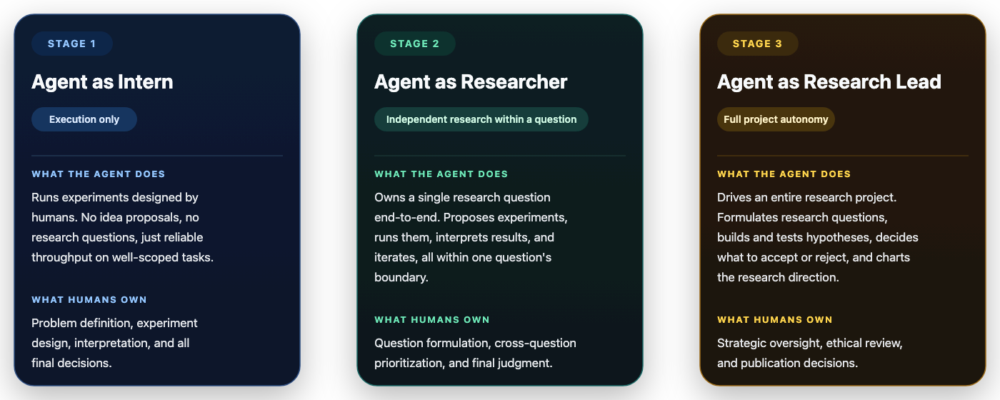 STAGE 1
Agent as Intern
Execution only
WHAT THE AGENT DOES
Runs experiments designed by
humans. No idea proposals, no
research questions, just reliable
throughput on well-scoped tasks.
WHAT HUMANS OWN
Problem definition, experiment
design, interpretation, and all
final decisions.
STAGE 2
Agent as Researcher
Independent research within a question
WHAT THE AGENT DOES
Owns a single research question
end-to-end. Proposes experiments,
runs them, interprets results, and
iterates, all within one question's
boundary.
WHAT HUMANS OWN
Question formulation, cross-question
prioritization, and final judgment.
STAGE 3
Agent as Research Lead
Full project autonomy
WHAT THE AGENT DOES
Drives an entire research project.
Formulates research questions,
builds and tests hypotheses, decides
what to accept or reject, and charts
the research direction.
WHAT HUMANS OWN
Strategic oversight, ethical review,
and publication decisions.